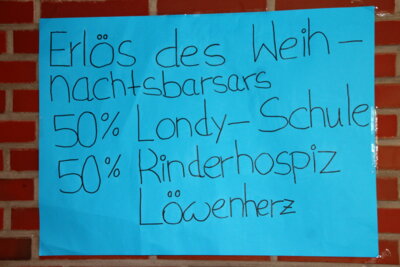 Erlös des Weih-
nachtsbarsars
50% Londy-Schule
50% Kinderhospiz
Löwenherz